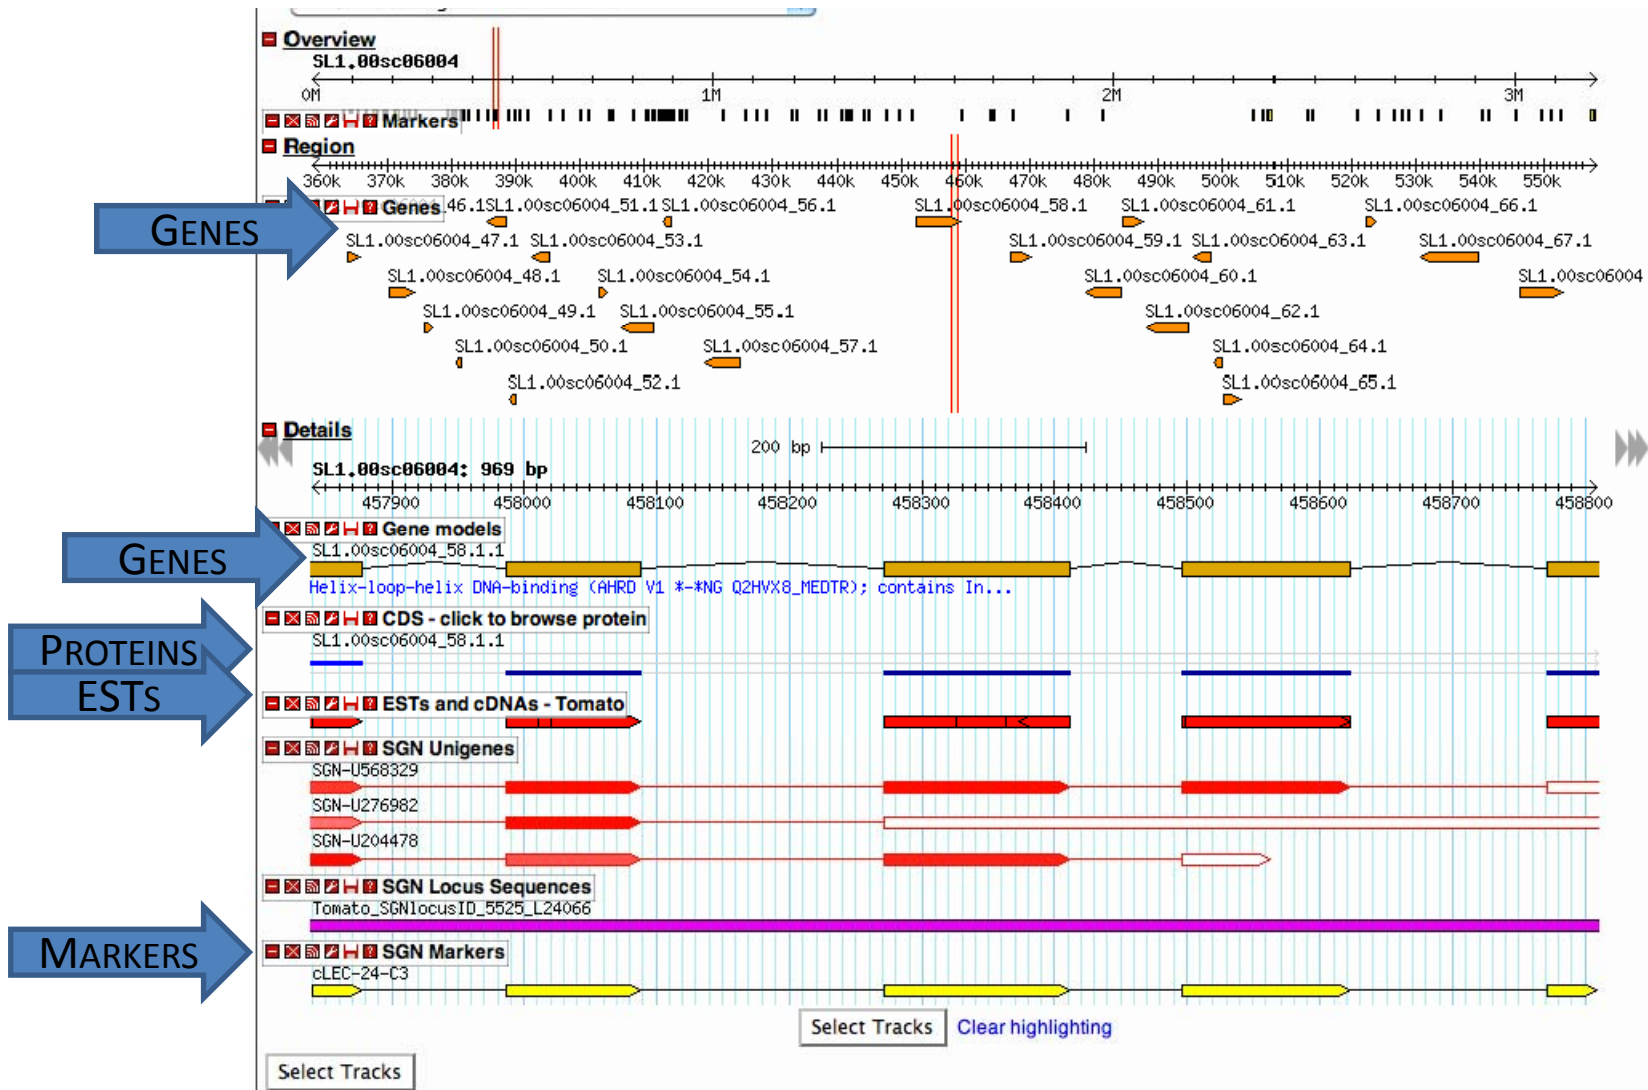 Overview
SL1.00sc06004
0M 1M 2M 3M
Markers
Region
360k 370k 380k 390k 400k 410k 420k 430k 440k 450k 460k 470k 480k 490k 500k 510k 520k 530k 540k 550k
GENES
Genes
46.1 SL1.00sc06004_51.1 SL1.00sc06004_56.1 SL1.00sc06004_58.1 SL1.00sc06004_61.1 SL1.00sc06004_66.1
SL1.00sc06004_47.1 SL1.00sc06004_53.1 SL1.00sc06004_59.1 SL1.00sc06004_63.1 SL1.00sc06004_67.1
SL1.00sc06004_48.1 SL1.00sc06004_54.1 SL1.00sc06004_60.1 SL1.00sc06004
SL1.00sc06004_49.1 SL1.00sc06004_55.1 SL1.00sc06004_62.1
SL1.00sc06004_50.1 SL1.00sc06004_57.1 SL1.00sc06004_64.1
SL1.00sc06004_52.1 SL1.00sc06004_65.1
Details
200 bp
SL1.00sc06004: 969 bp
457900 458000 458100 458200 458300 458400 458500 458600 458700 458800
GENES
Gene models
SL1.00sc06004_58.1.1
Helix-loop-helix DNA-binding (AHRD V1 *-*NG Q2HVX8_MEDTR); contains In...
PROTEINS
CDS - click to browse protein
SL1.00sc06004_58.1.1
ESTS
ESTs and cDNAs - Tomato
SGN Unigenes
SGN-U568329
SGN-U276982
SGN-U204478
SGN Locus Sequences
Tomato_SGNlocusID_5525_L24066
MARKERS
SGN Markers
cLEC-24-C3
Select Tracks Clear highlighting
Select Tracks